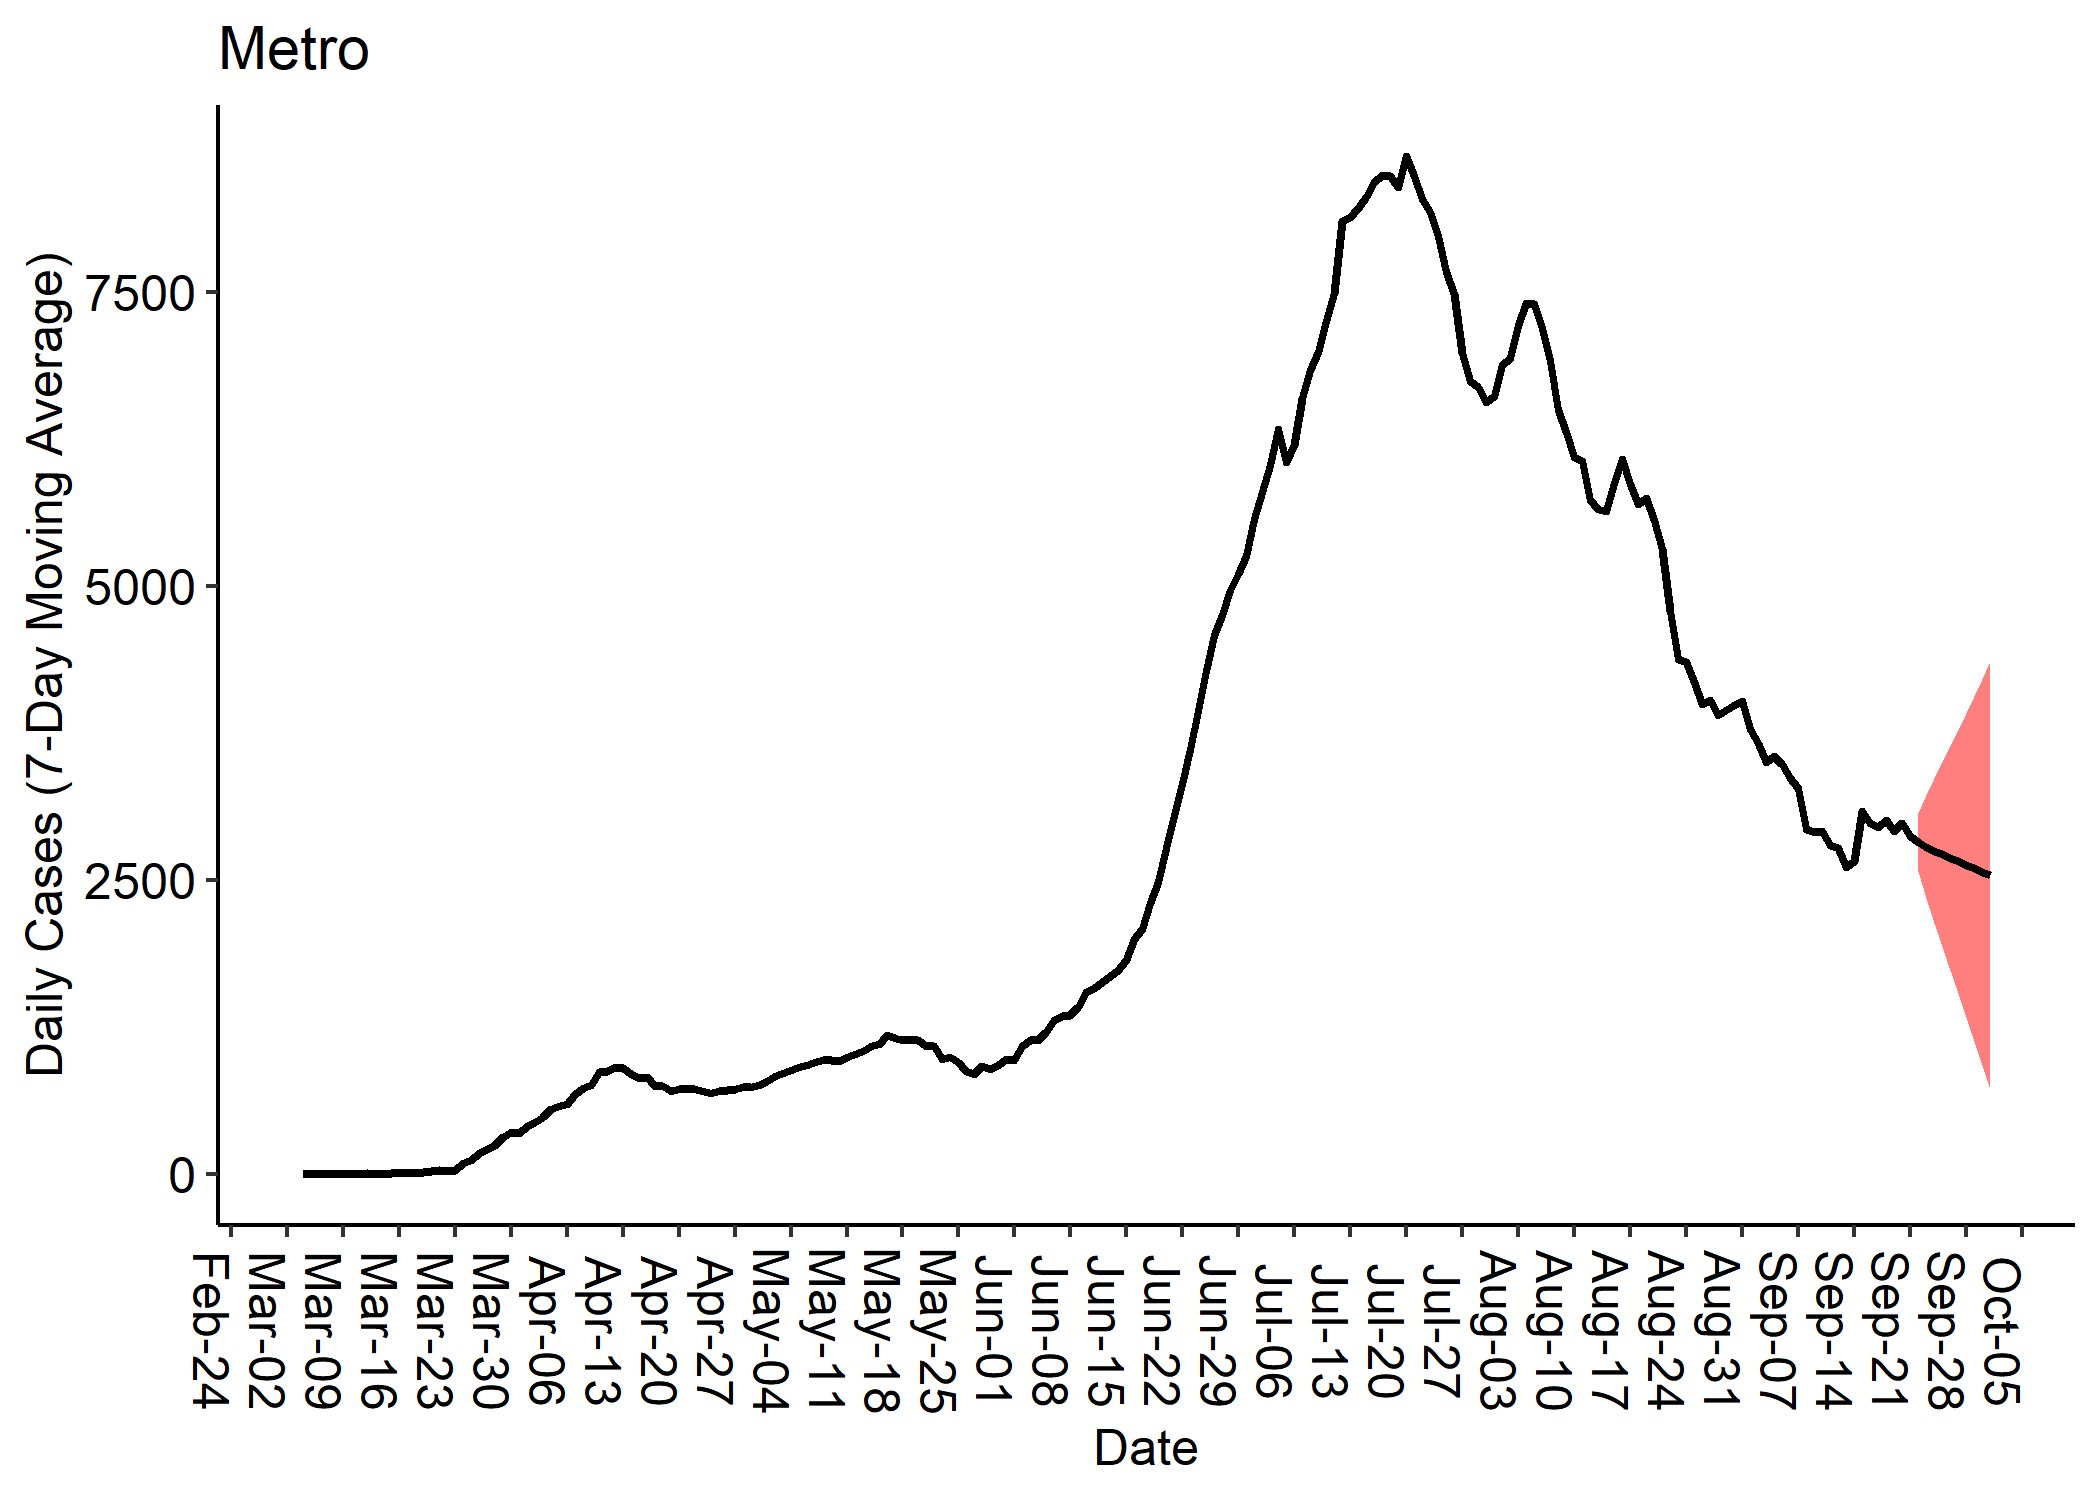 Metro
Daily Cases (7-Day Moving Average)
7500
5000
2500
0
Feb-24
Mar-02
Mar-09
Mar-16
Mar-23
Mar-30
Apr-06
Apr-13
Apr-20
Apr-27
May-04
May-11
May-18
May-25
Jun-01
Jun-08
Jun-15
Jun-22
Jun-29
Jul-06
Jul-13
Jul-20
Jul-27
Aug-03
Aug-10
Aug-17
Aug-24
Aug-31
Sep-07
Sep-14
Sep-21
Sep-28
Oct-05
Date